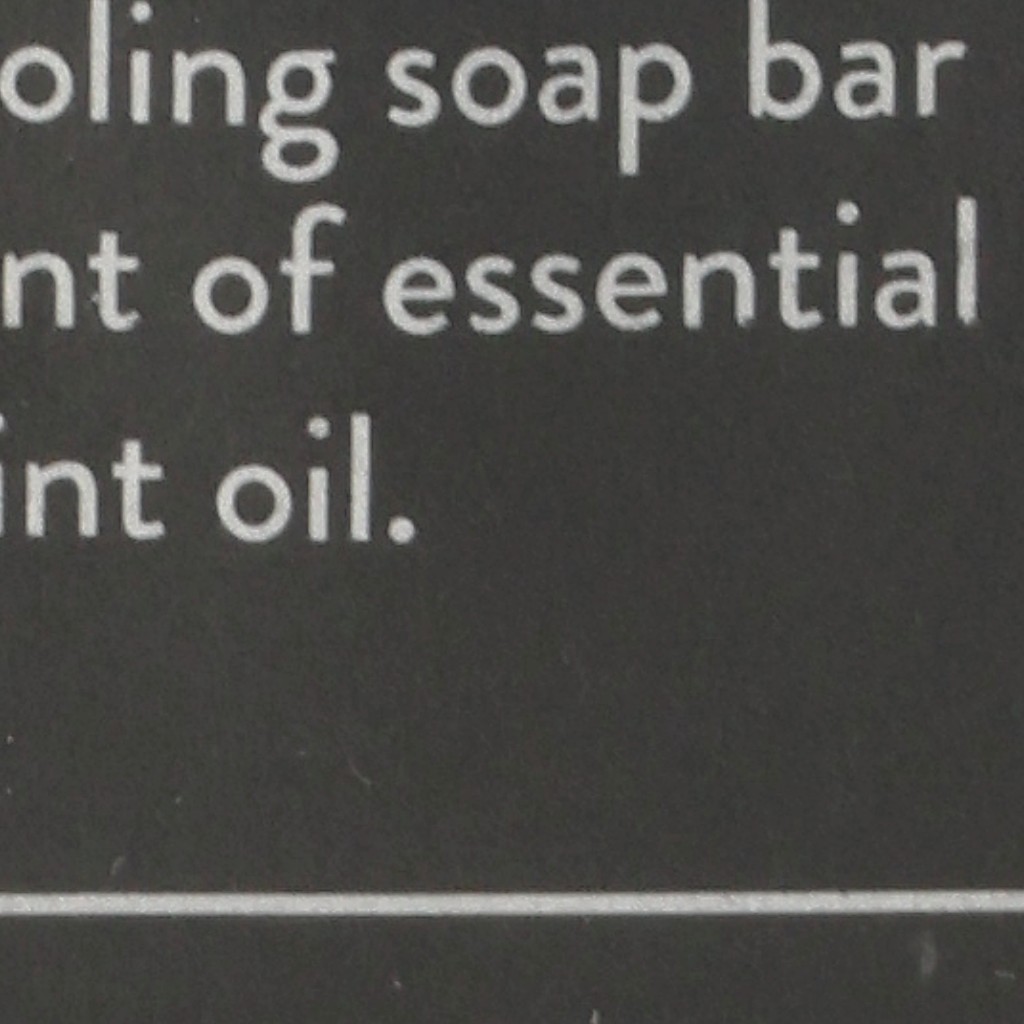 oling soap bar
nt of essential
int oil.